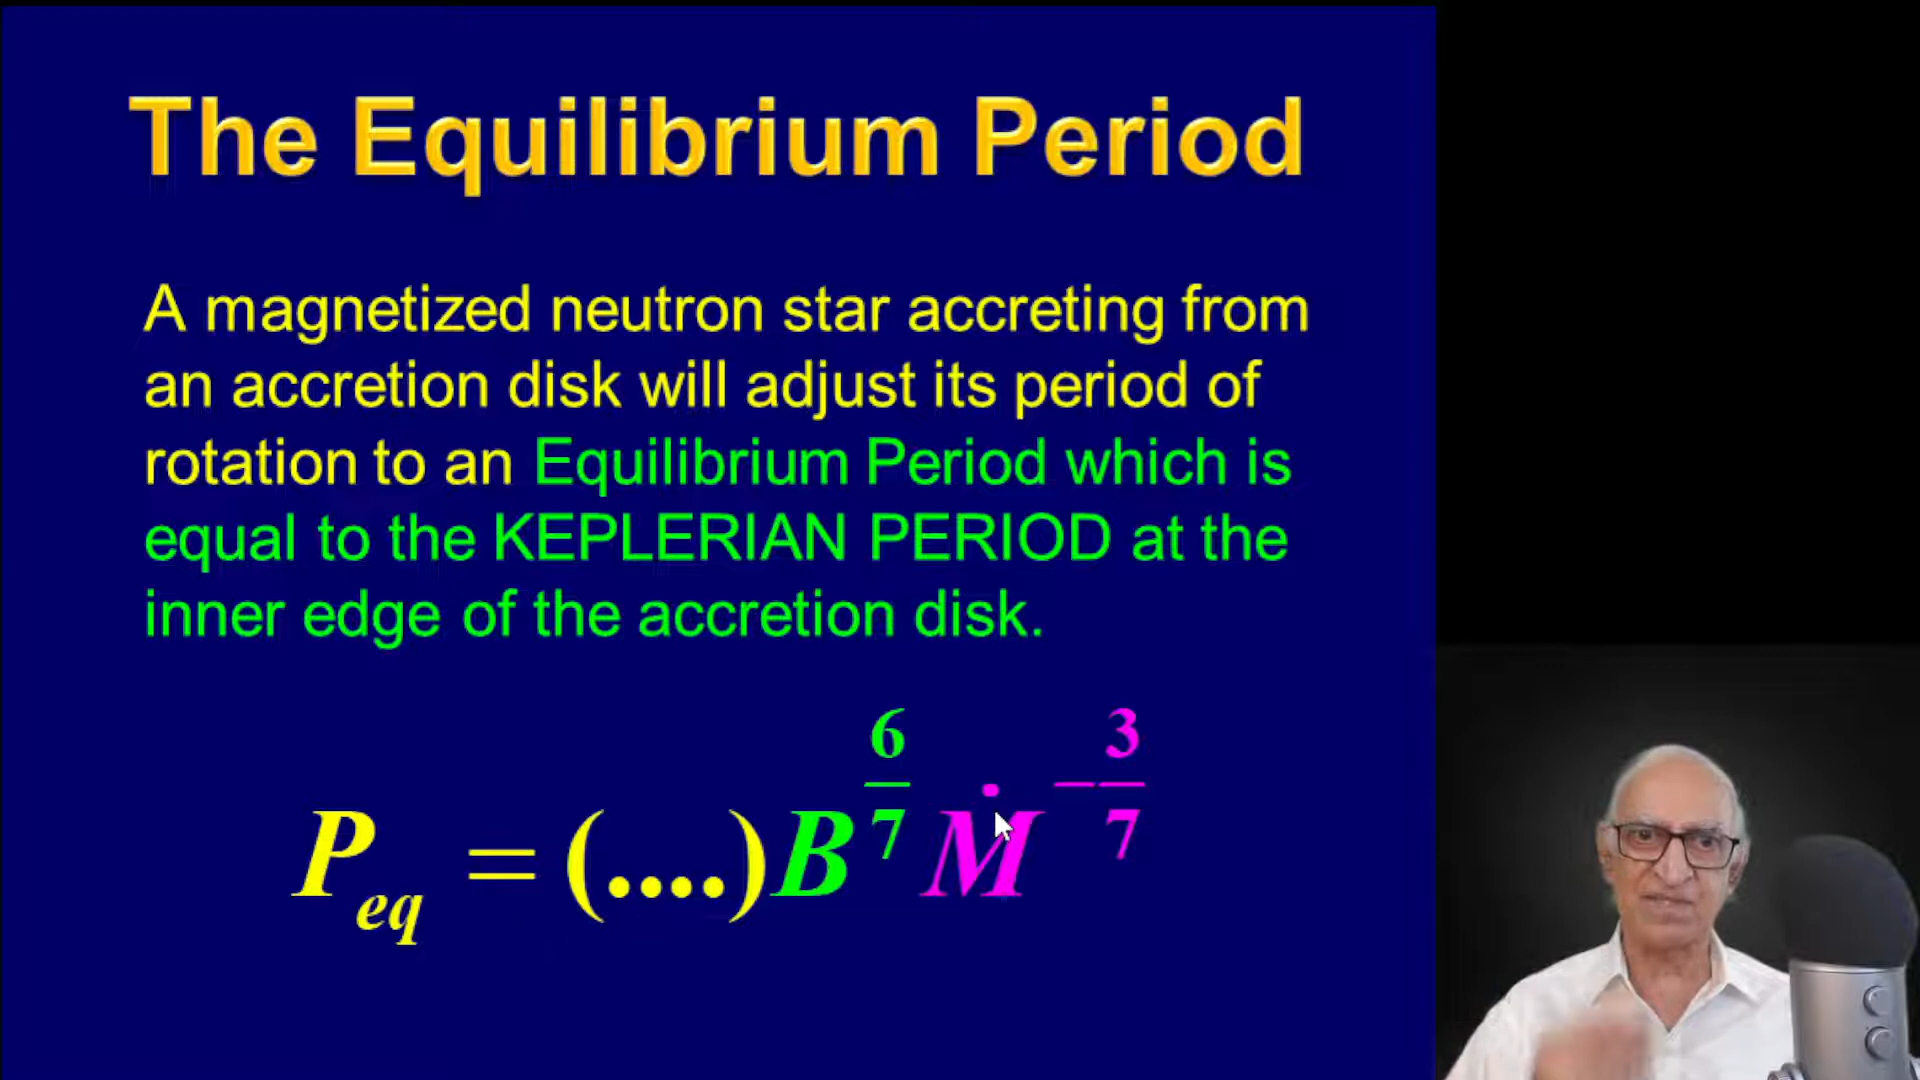 The Equilibrium Period
A magnetized neutron star accreting from
an accretion disk will adjust its period of
rotation to an Equilibrium Period which is
equal to the KEPLERIAN PERIOD at the
inner edge of the accretion disk.
P_eq = (....)B^{6/7} Ṁ^{-3/7}